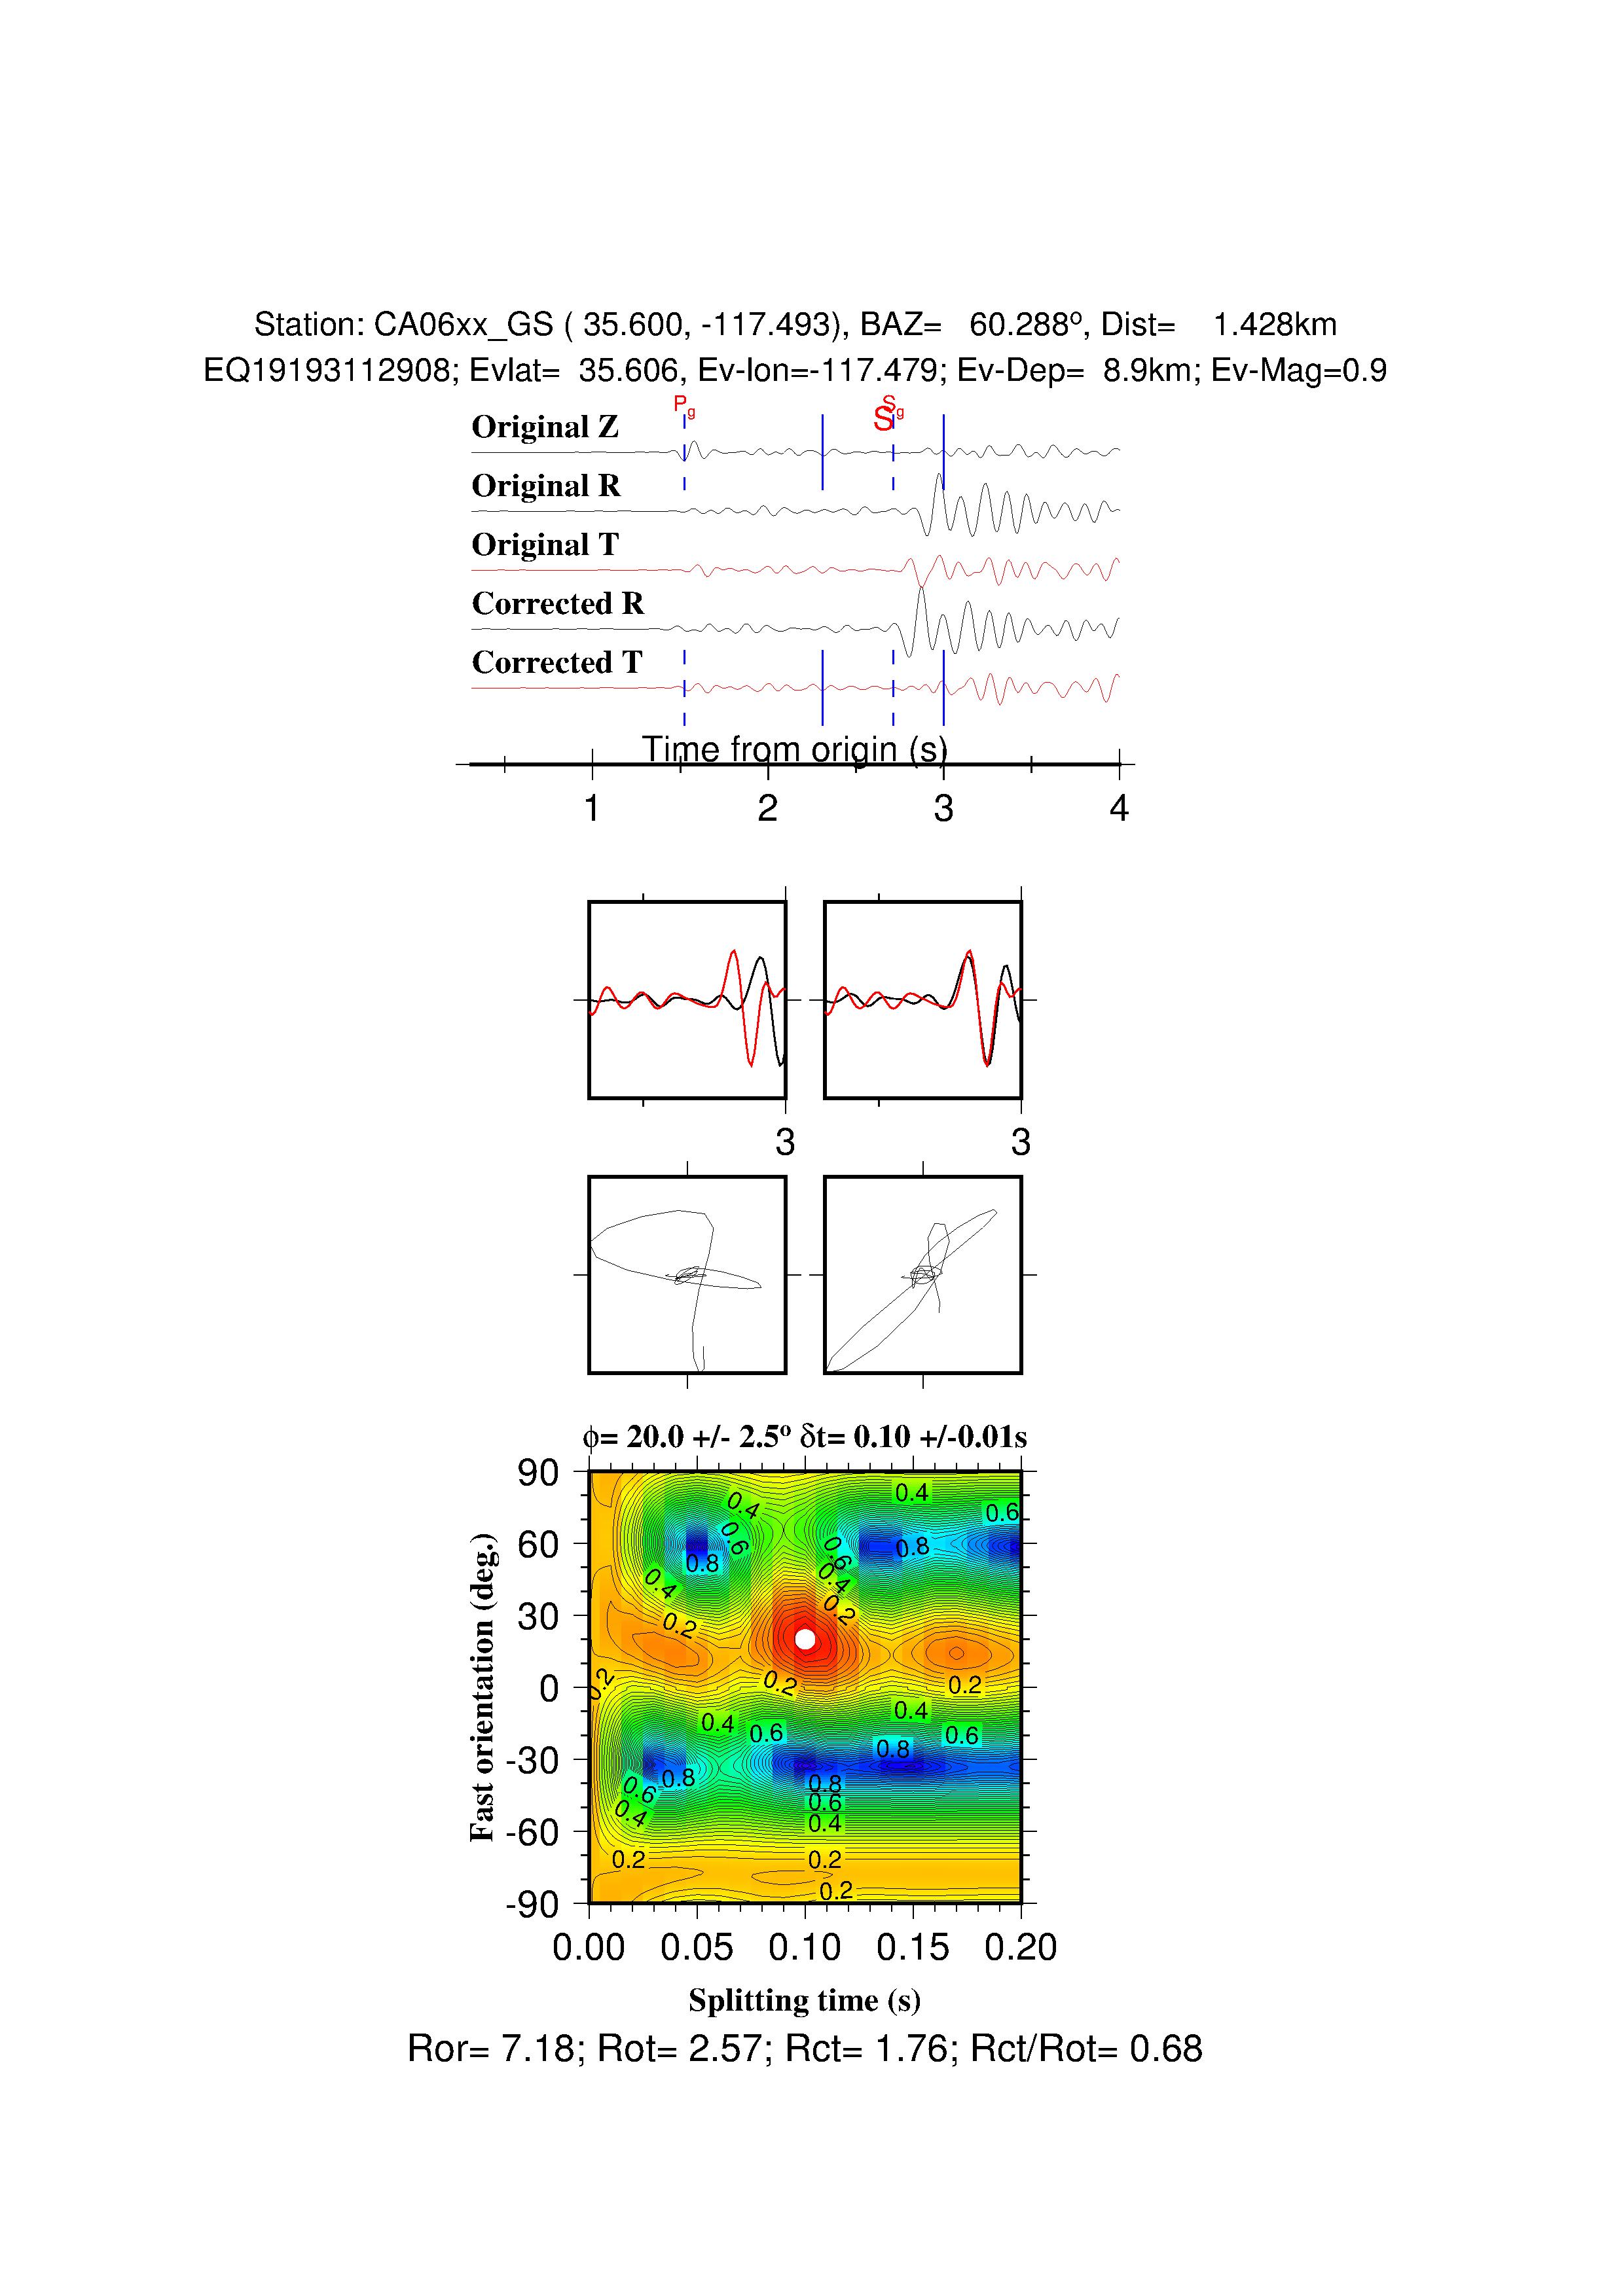 Station: CA06xx_GS ( 35.600, -117.493), BAZ= 60.288º, Dist= 1.428km
EQ19193112908; Evlat= 35.606, Ev-lon=-117.479; Ev-Dep= 8.9km; Ev-Mag=0.9
Pg S Sg
Original Z
Original R
Original T
Corrected R
Corrected T
Time from origin (s)
1 2 3 4
3 3
ϕ= 20.0 +/- 2.5º δt= 0.10 +/-0.01s
Fast orientation (deg.)
90
60
30
0
-30
-60
-90
0.4 0.4 0.6
0.6 0.6 0.8
0.8
0.4 0.4
0.2 0.2
0.2 0.2 0.2
0.4 0.6 0.4 0.6
0.8 0.8
0.6 0.8
0.4 0.6
0.4
0.2 0.2
0.2
0.00 0.05 0.10 0.15 0.20
Splitting time (s)
Ror= 7.18; Rot= 2.57; Rct= 1.76; Rct/Rot= 0.68